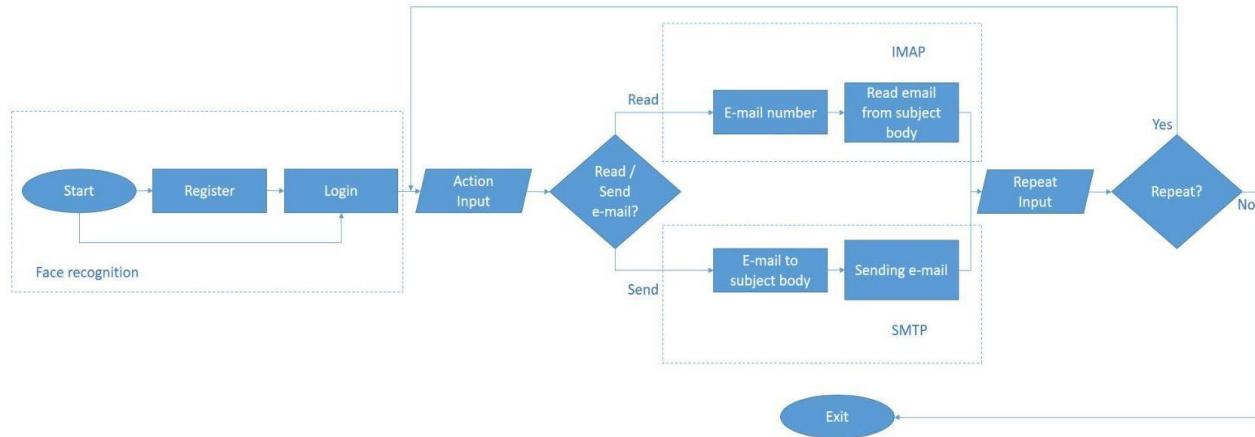 Start
Register
Login
Face recognition
Action
Input
Read /
Send
e-mail?
Read
E-mail number
Read email
from subject
body
IMAP
Send
E-mail to
subject body
Sending e-mail
SMTP
Repeat
Input
Repeat?
Yes
No
Exit